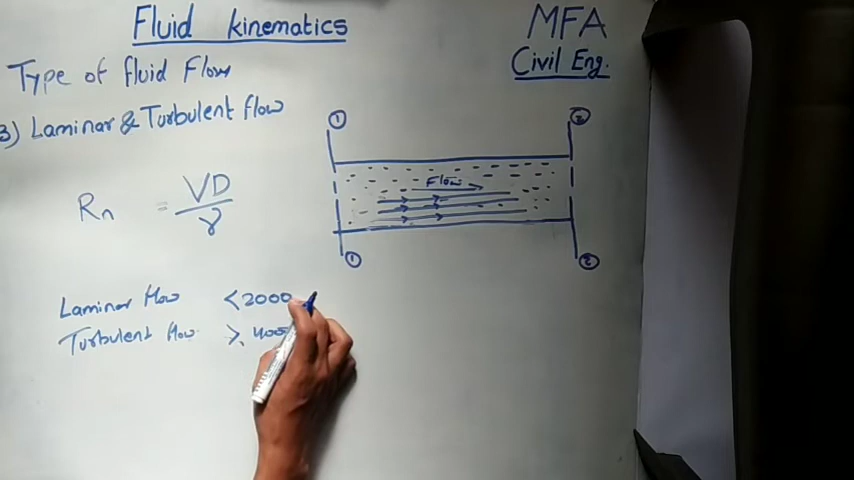 Fluid kinematics
MFA
Civil Eng.
Type of fluid Flow
3) Laminar & Turbulent flow
Rn = VD/ץ
① ②
Flow
① ②
Laminar flow < 2000
Turbulent flow >